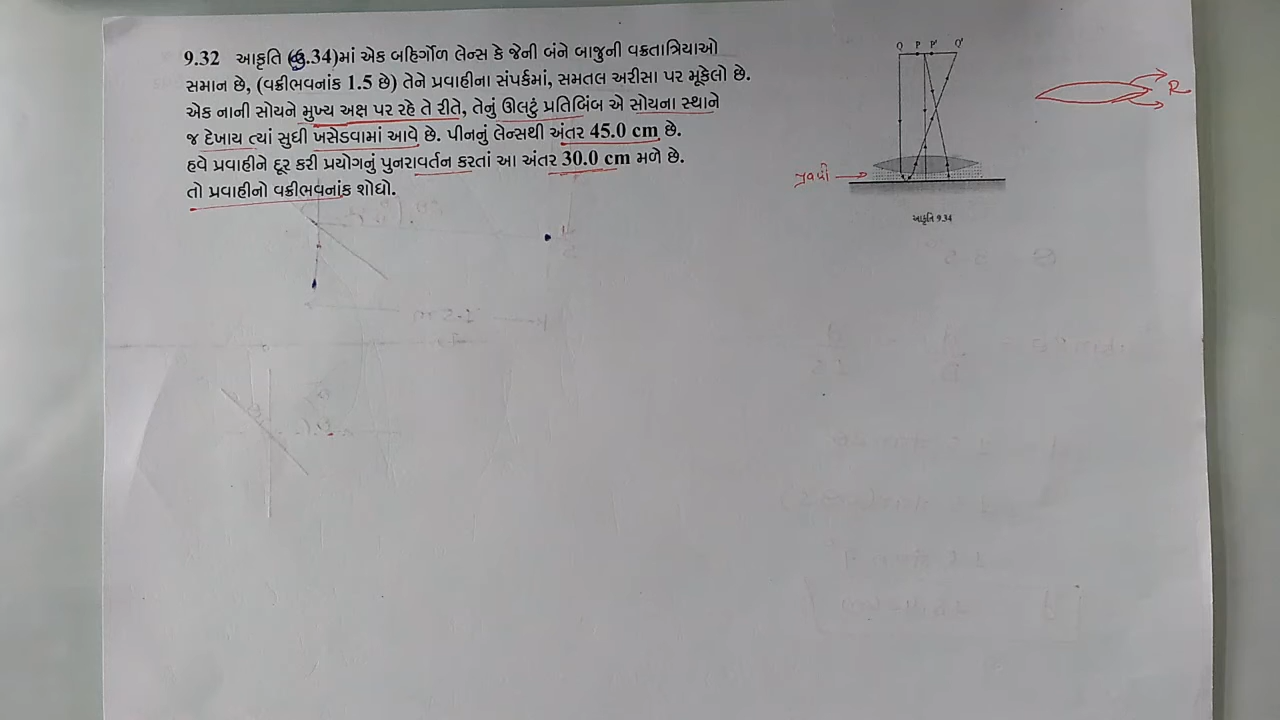 9.32 આકૃતિ (6.34)માં એક બહિર્ગોળ લેન્સ કે જેની બંને બાજુની વક્રતાત્રિયાઓ
સમાન છે, (વક્રીભવનાંક 1.5 છે) તેને પ્રવાહીના સંપર્કમાં, સમતલ અરીસા પર મૂકેલો છે.
એક નાની સોયને મુખ્ય અક્ષ પર રહે તે રીતે, તેનું ઊલટું પ્રતિબિંબ એ સોયના સ્થાને
જ દેખાય ત્યાં સુધી ખસેડવામાં આવે છે. પીનનું લેન્સથી અંતર 45.0 cm છે.
હવે પ્રવાહીને દૂર કરી પ્રયોગનું પુનરાવર્તન કરતાં આ અંતર 30.0 cm મળે છે.
તો પ્રવાહીનો વક્રીભવનાંક શોધો.
Q P P' Q'
R
પ્રવાહી
આકૃતિ 9.34